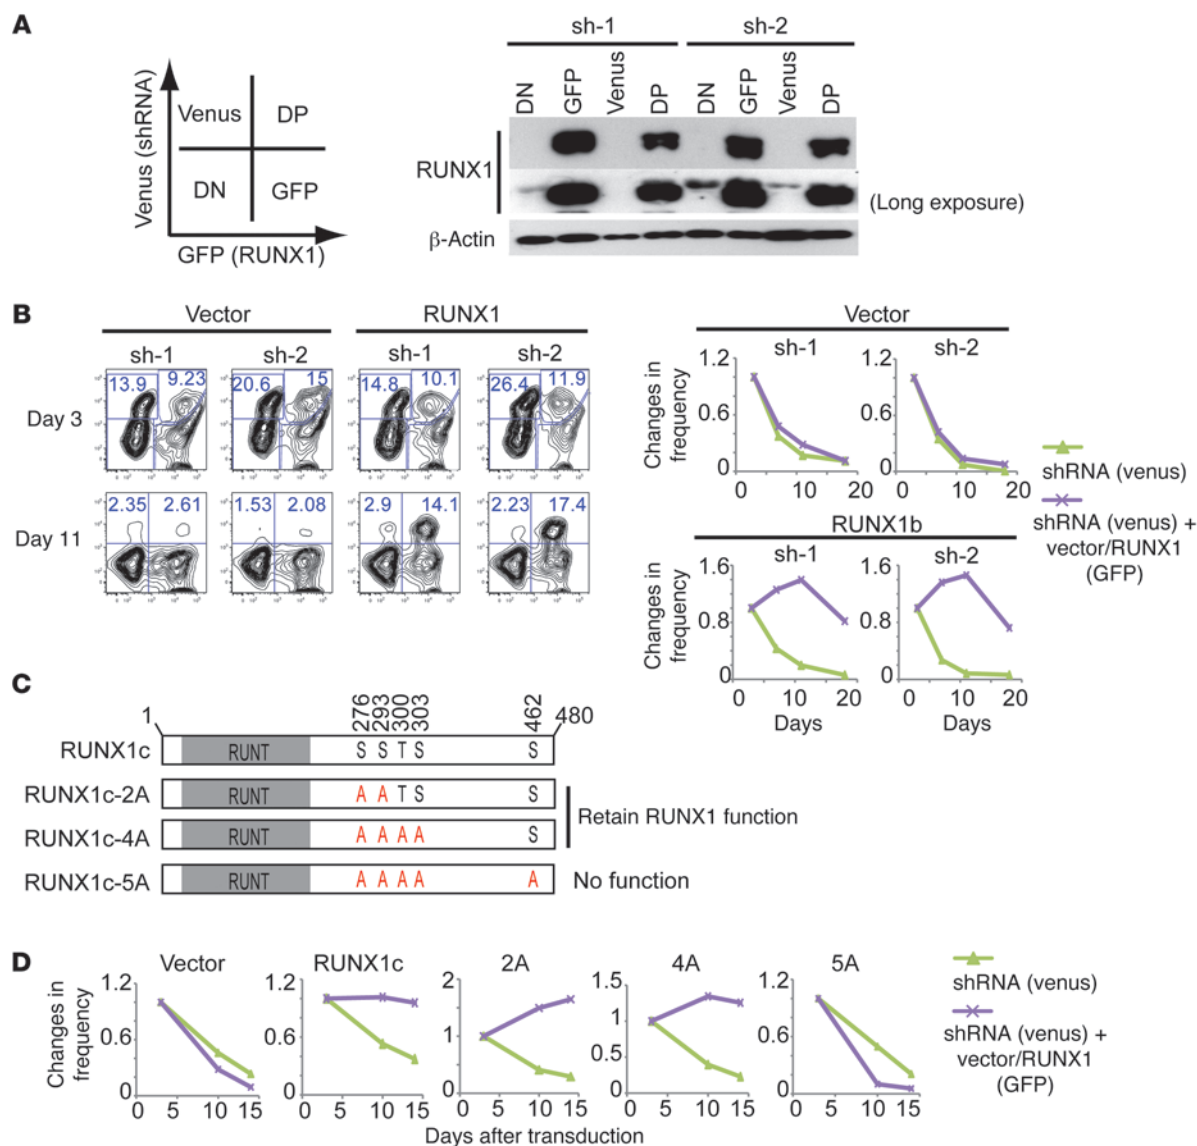 A
Venus (shRNA)
Venus
DP
DN
GFP
GFP (RUNX1)
sh-1
sh-2
DN
GFP
Venus
DP
DN
GFP
Venus
DP
RUNX1
(Long exposure)
β-Actin
B
Vector
RUNX1
sh-1
sh-2
sh-1
sh-2
Day 3
13.9
9.23
20.6
15
14.8
10.1
26.4
11.9
Day 11
2.35
2.61
1.53
2.08
2.9
14.1
2.23
17.4
Vector
sh-1
sh-2
Changes in
frequency
1.2
0.6
0
0 10 20
1.2
0.6
0
0 10 20
RUNX1b
sh-1
sh-2
Changes in
frequency
1.6
0.8
0
0 10 20
1.6
0.8
0
0 10 20
Days
shRNA (venus)
shRNA (venus) +
vector/RUNX1
(GFP)
C
1
276
293
300
303
462
480
RUNX1c
RUNT
S S T S S
RUNX1c-2A
RUNT
A A T S S
RUNX1c-4A
RUNT
A A A A S
Retain RUNX1 function
RUNX1c-5A
RUNT
A A A A A
No function
D
Vector
RUNX1c
2A
4A
5A
Changes in
frequency
1.2
0.6
0
0 5 10 15
1.2
0.6
0
0 5 10 15
2
1
0
0 5 10 15
1.5
1.0
0.5
0
0 5 10 15
1.2
0.6
0
0 5 10 15
Days after transduction
shRNA (venus)
shRNA (venus) +
vector/RUNX1
(GFP)